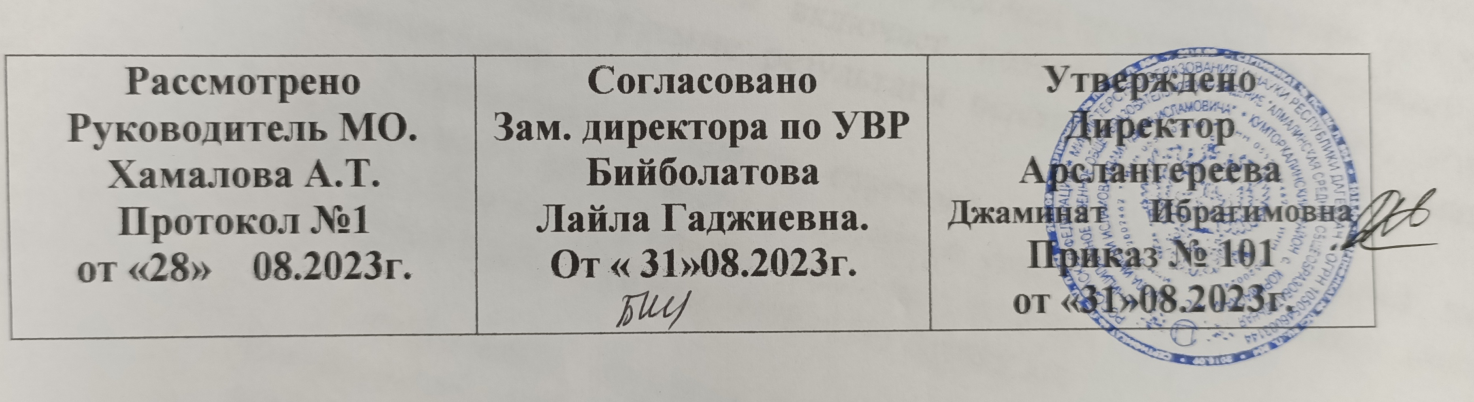 Рассмотрено
Руководитель МО.
Хамалова А.Т.
Протокол №1
от «28» 08.2023г.
Согласовано
Зам. директора по УВР
Бийболатова
Лайла Гаджиевна.
От « 31»08.2023г.
Утверждено
Директор
Арслангереева
Джаминат Ибрагимовна
Приказ № 101
от «31»08.2023г.